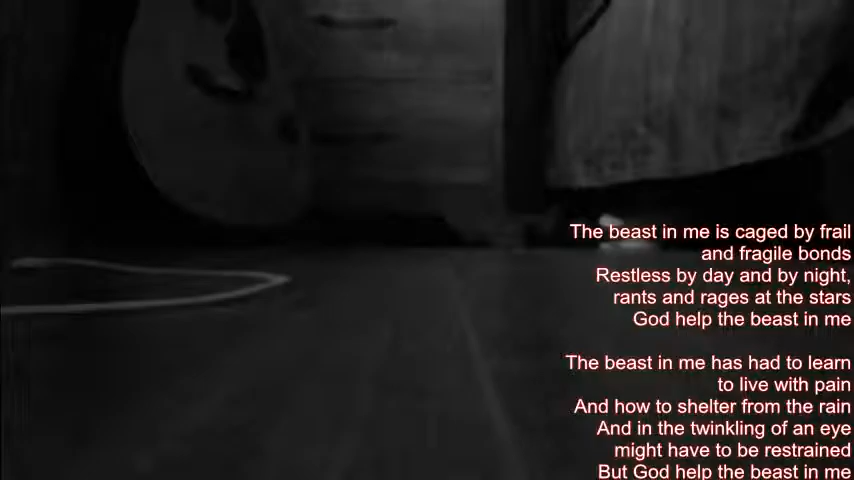 The beast in me is caged by frail
and fragile bonds
Restless by day and by night,
rants and rages at the stars
God help the beast in me
The beast in me has had to learn
to live with pain
And how to shelter from the rain
And in the twinkling of an eye
might have to be restrained
But God help the beast in me